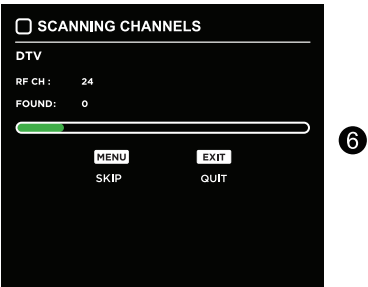 SCANNING CHANNELS
DTV
RF CH : 24
FOUND: 0
MENU EXIT
SKIP QUIT
6